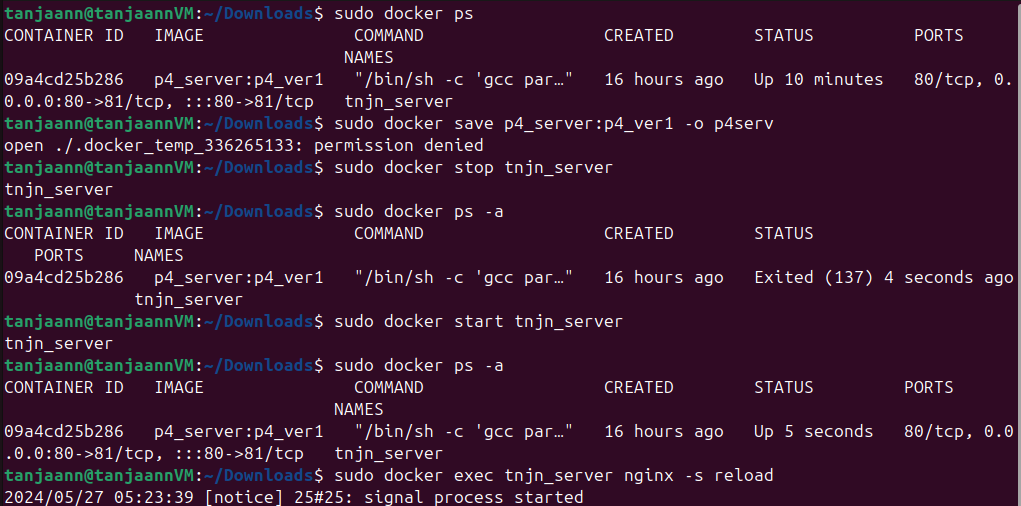 tanjaann@tanjaannVM:~/Downloads$ sudo docker ps
CONTAINER ID   IMAGE               COMMAND                  CREATED        STATUS          PORTS
                                  NAMES
09a4cd25b286   p4_server:p4_ver1   "/bin/sh -c 'gcc par…"   16 hours ago   Up 10 minutes   80/tcp, 0.
0.0.0:80->81/tcp, :::80->81/tcp   tnjn_server
tanjaann@tanjaannVM:~/Downloads$ sudo docker save p4_server:p4_ver1 -o p4serv
open ./.docker_temp_336265133: permission denied
tanjaann@tanjaannVM:~/Downloads$ sudo docker stop tnjn_server
tnjn_server
tanjaann@tanjaannVM:~/Downloads$ sudo docker ps -a
CONTAINER ID   IMAGE               COMMAND                  CREATED        STATUS
   PORTS     NAMES
09a4cd25b286   p4_server:p4_ver1   "/bin/sh -c 'gcc par…"   16 hours ago   Exited (137) 4 seconds ago
             tnjn_server
tanjaann@tanjaannVM:~/Downloads$ sudo docker start tnjn_server
tnjn_server
tanjaann@tanjaannVM:~/Downloads$ sudo docker ps -a
CONTAINER ID   IMAGE               COMMAND                  CREATED        STATUS         PORTS
                                 NAMES
09a4cd25b286   p4_server:p4_ver1   "/bin/sh -c 'gcc par…"   16 hours ago   Up 5 seconds   80/tcp, 0.0
.0.0:80->81/tcp, :::80->81/tcp   tnjn_server
tanjaann@tanjaannVM:~/Downloads$ sudo docker exec tnjn_server nginx -s reload
2024/05/27 05:23:39 [notice] 25#25: signal process started